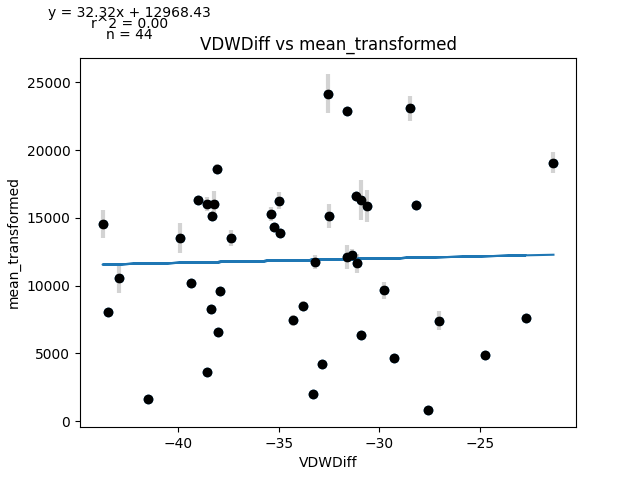 y = 32.32x + 12968.43
r^2 = 0.00
n = 44
VDWDiff vs mean_transformed
25000
20000
15000
10000
5000
0
mean_transformed
−40
−35
−30
−25
VDWDiff